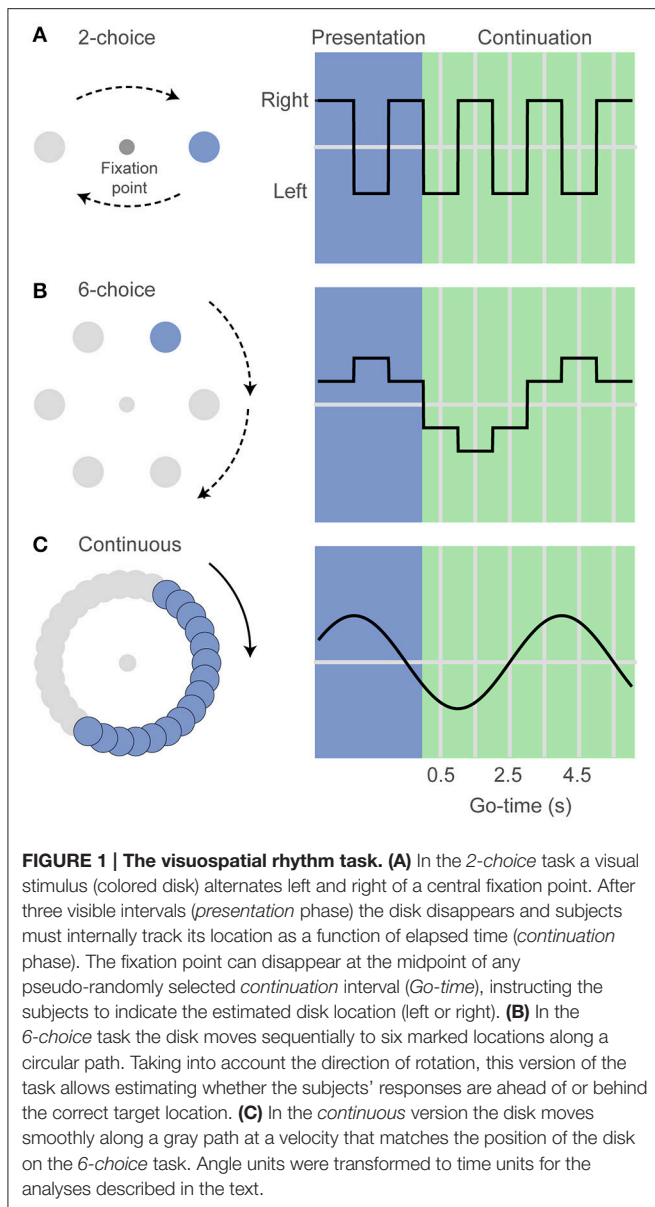 A 2-choice
Presentation Continuation
Right
Left
Fixation
point
B 6-choice
C Continuous
0.5 2.5 4.5
Go-time (s)
FIGURE 1 | The visuospatial rhythm task. (A) In the 2-choice task a visual
stimulus (colored disk) alternates left and right of a central fixation point. After
three visible intervals (presentation phase) the disk disappears and subjects
must internally track its location as a function of elapsed time (continuation
phase). The fixation point can disappear at the midpoint of any
pseudo-randomly selected continuation interval (Go-time), instructing the
subjects to indicate the estimated disk location (left or right). (B) In the
6-choice task the disk moves sequentially to six marked locations along a
circular path. Taking into account the direction of rotation, this version of the
task allows estimating whether the subjects' responses are ahead of or behind
the correct target location. (C) In the continuous version the disk moves
smoothly along a gray path at a velocity that matches the position of the disk
on the 6-choice task. Angle units were transformed to time units for the
analyses described in the text.